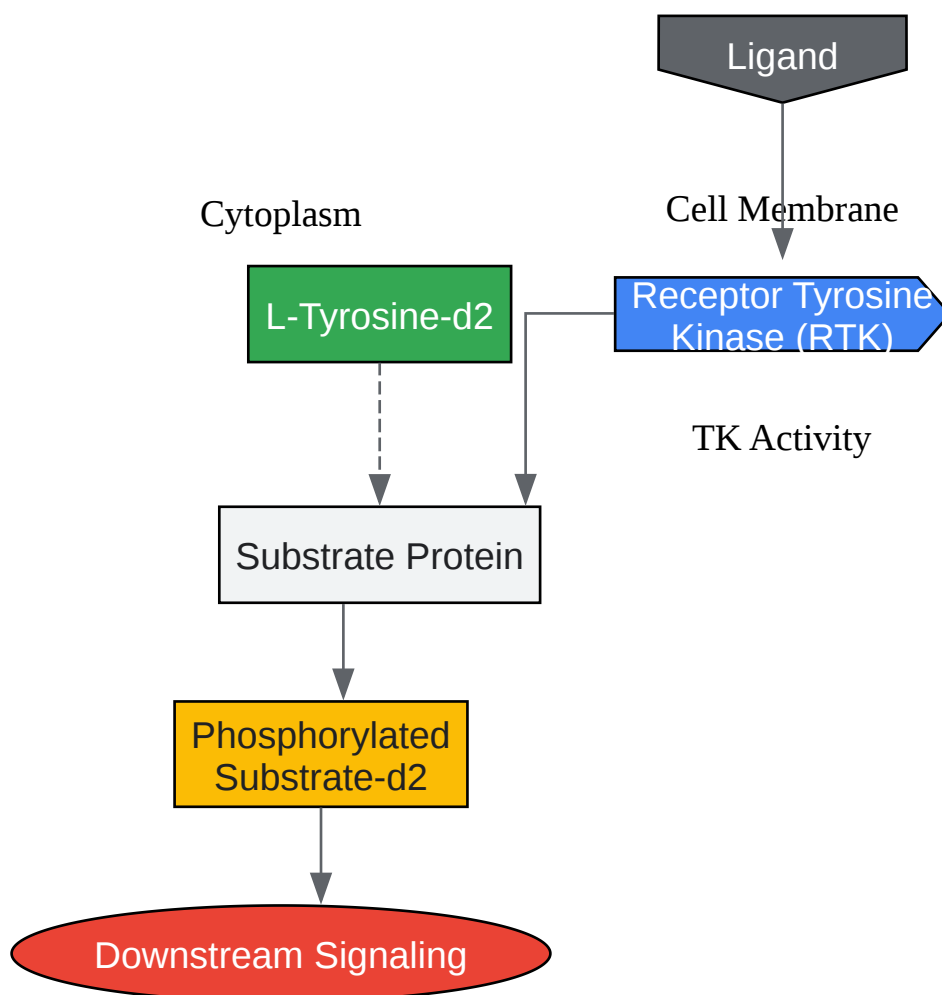 Ligand
Cytoplasm
Cell Membrane
L-Tyrosine-d2
Receptor Tyrosine
Kinase (RTK)
TK Activity
Substrate Protein
Phosphorylated
Substrate-d2
Downstream Signaling